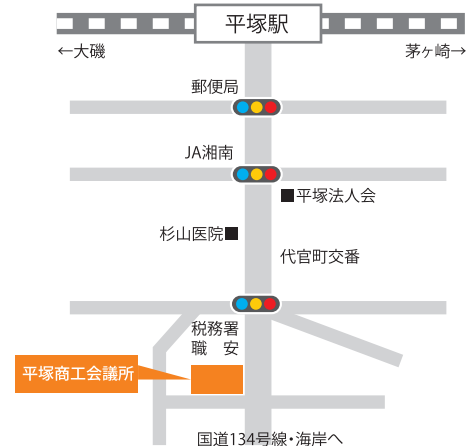 平塚駅
←大磯
茅ヶ崎→
郵便局
JA湘南
平塚法人会
杉山医院
代官町交番
税務署
職 安
平塚商工会議所
国道134号線・海岸へ